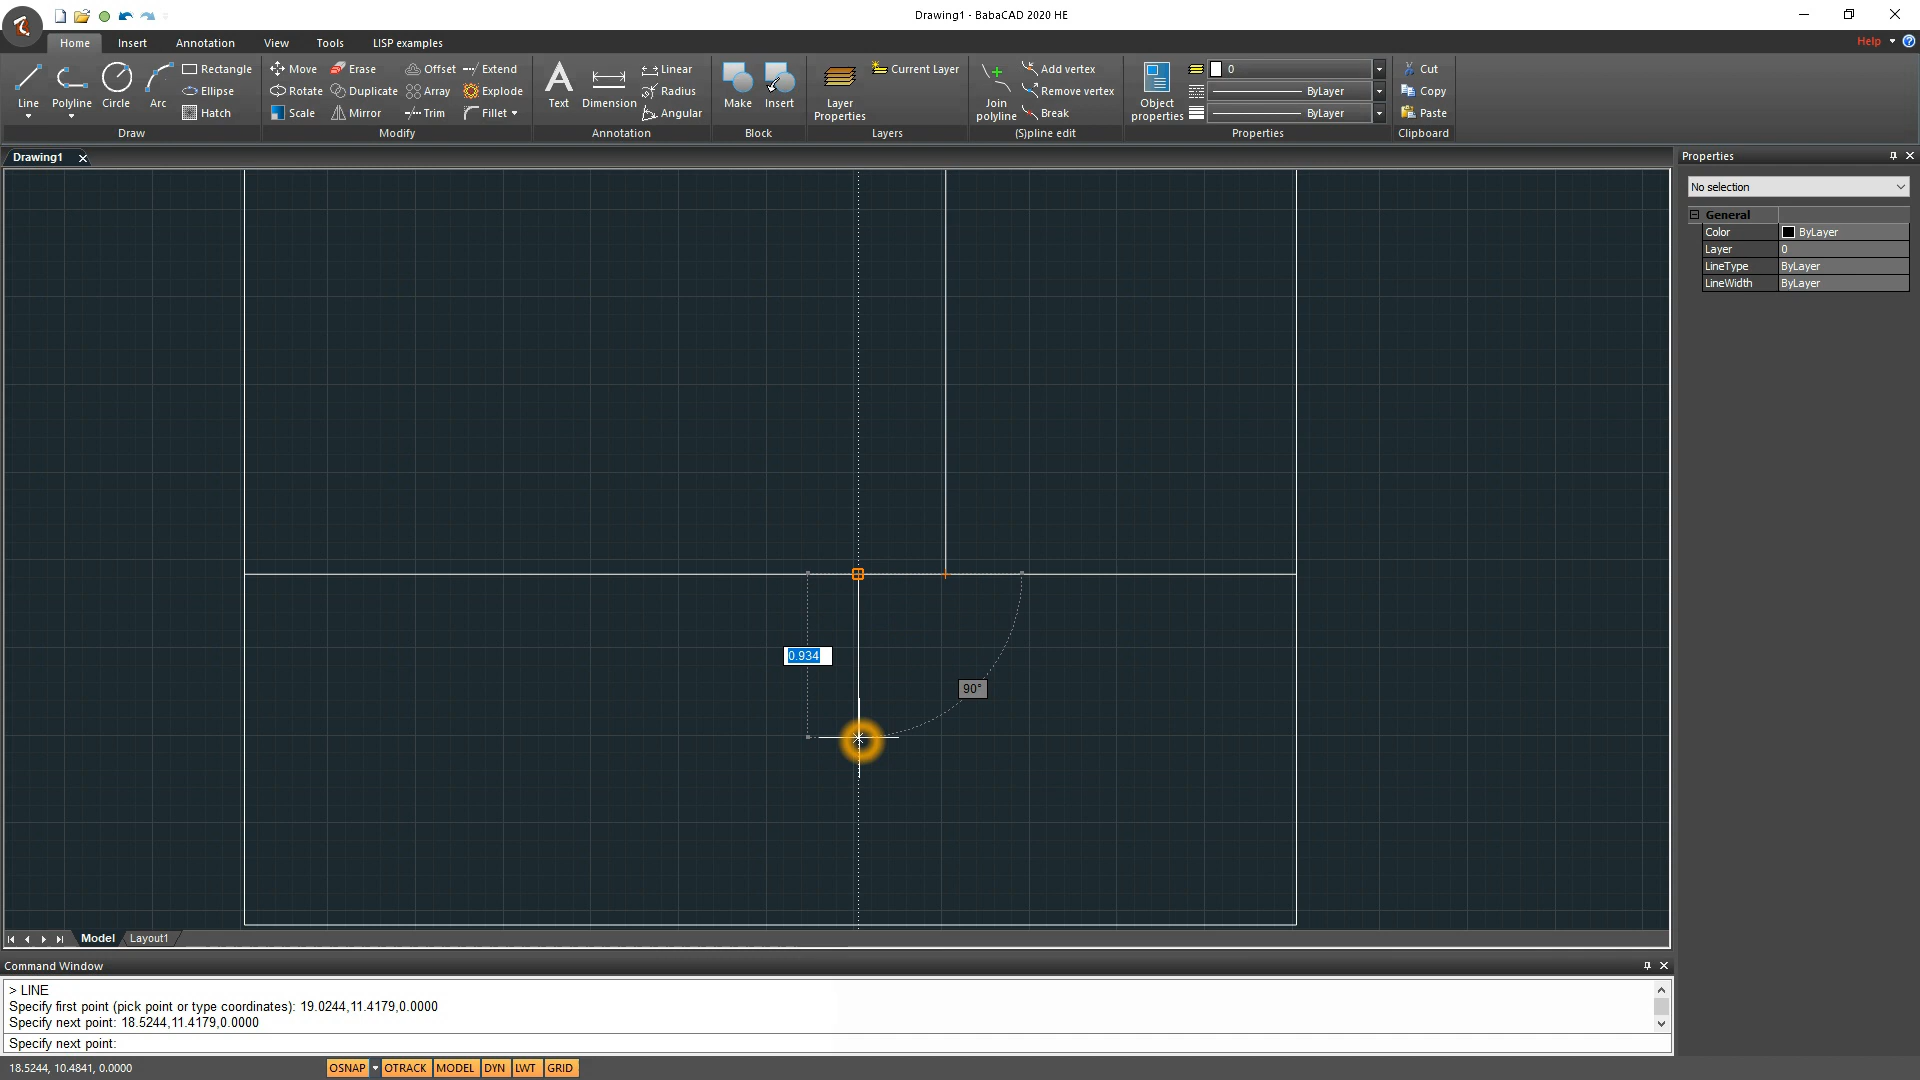 Drawing1 - BabaCAD 2020 HE
Home Insert Annotation View Tools LISP examples Help
Line Polyline Circle Arc
Rectangle
Ellipse
Hatch
Draw
Move Erase Offset Extend
Rotate Duplicate Array Explode
Scale Mirror Trim Fillet
Modify
Text Dimension
Linear
Radius
Angular
Annotation
Make Insert
Block
Layer
Properties
Current Layer
Layers
Join
polyline
Add vertex
Remove vertex
Break
(S)pline edit
Object
properties
0
ByLayer
ByLayer
Properties
Cut
Copy
Paste
Clipboard
Drawing1
Properties
No selection
General
Color ByLayer
Layer 0
LineType ByLayer
LineWidth ByLayer
0.934
90°
Model Layout1
Command Window
> LINE
Specify first point (pick point or type coordinates): 19.0244,11.4179,0.0000
Specify next point: 18.5244,11.4179,0.0000
Specify next point:
18.5244, 10.4841, 0.0000 OSNAP OTRACK MODEL DYN LWT GRID